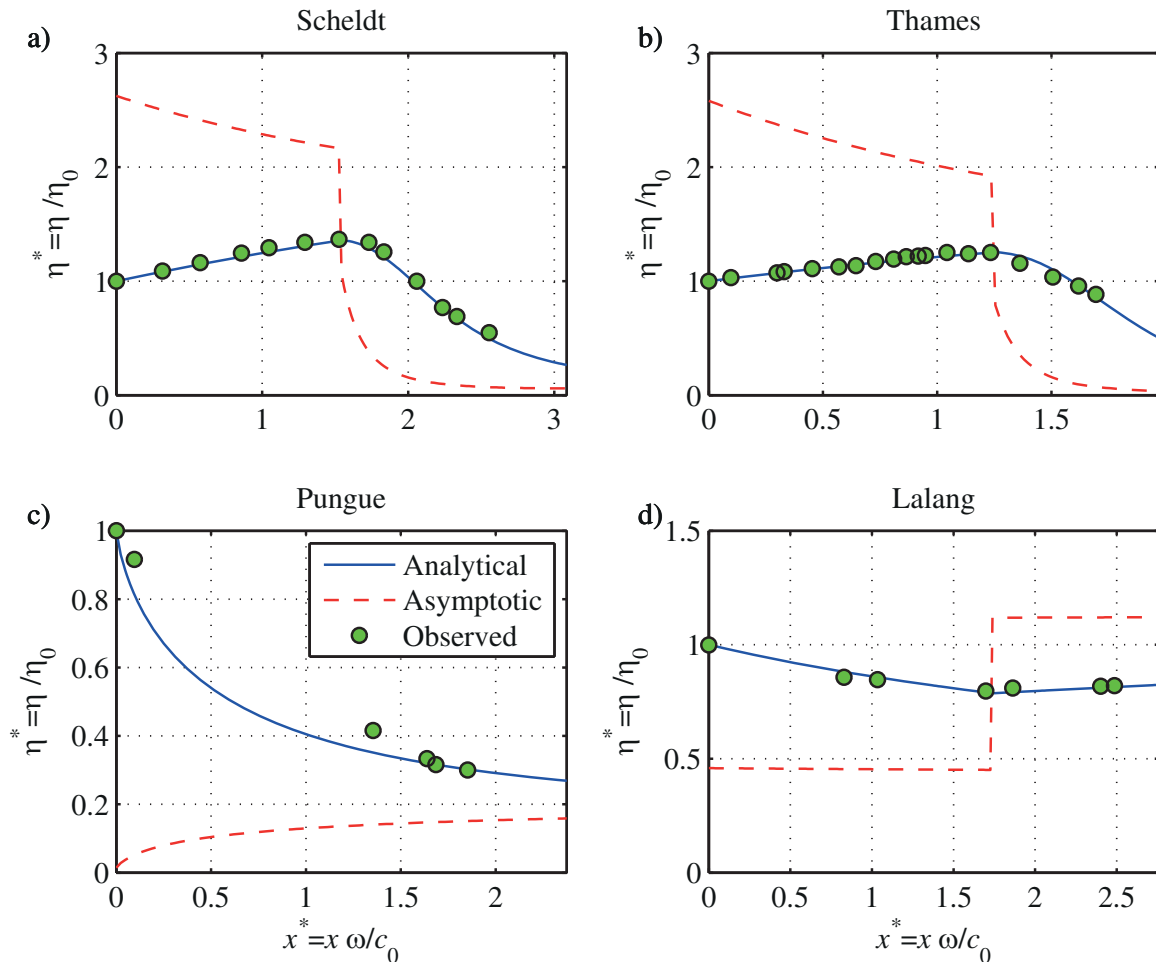 a)
Scheldt
3
2
1
0
η*=η /η0
0
1
2
3
b)
Thames
3
2
1
0
η*=η /η0
0
0.5
1
1.5
c)
Pungue
1
0.8
0.6
0.4
0.2
0
η*=η /η0
Analytical
Asymptotic
Observed
0
0.5
1
1.5
2
x*=x ω/c0
d)
Lalang
1.5
1
0.5
0
η*=η /η0
0
0.5
1
1.5
2
2.5
x*=x ω/c0